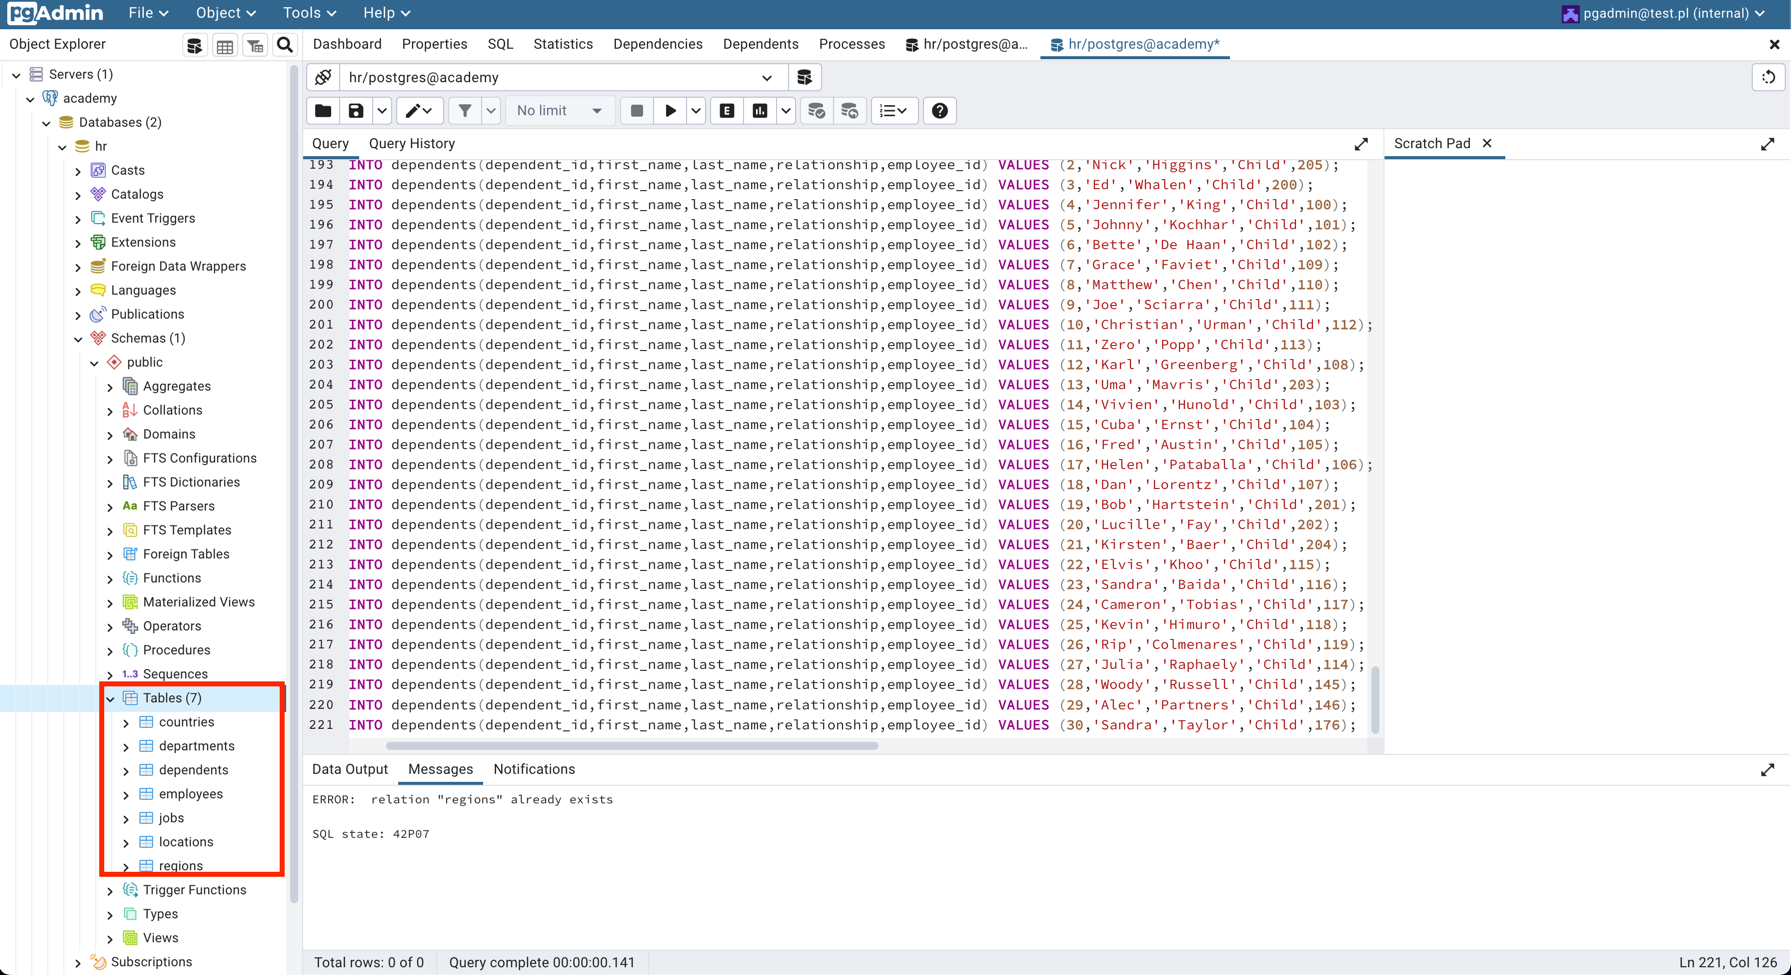 pgAdmin File Object Tools Help pgadmin@test.pl (internal)
Object Explorer
Dashboard Properties SQL Statistics Dependencies Dependents Processes hr/postgres@a... hr/postgres@academy*
Servers (1)
academy
Databases (2)
hr
Casts
Catalogs
Event Triggers
Extensions
Foreign Data Wrappers
Languages
Publications
Schemas (1)
public
Aggregates
Collations
Domains
FTS Configurations
FTS Dictionaries
Aa FTS Parsers
FTS Templates
Foreign Tables
Functions
Materialized Views
Operators
Procedures
1..3 Sequences
Tables (7)
countries
departments
dependents
employees
jobs
locations
regions
Trigger Functions
Types
Views
Subscriptions
hr/postgres@academy
No limit
E
Query Query History
Scratch Pad
193 INTO dependents(dependent_id,first_name,last_name,relationship,employee_id) VALUES (2,'Nick','Higgins','Child',205);
194 INTO dependents(dependent_id,first_name,last_name,relationship,employee_id) VALUES (3,'Ed','Whalen','Child',200);
195 INTO dependents(dependent_id,first_name,last_name,relationship,employee_id) VALUES (4,'Jennifer','King','Child',100);
196 INTO dependents(dependent_id,first_name,last_name,relationship,employee_id) VALUES (5,'Johnny','Kochhar','Child',101);
197 INTO dependents(dependent_id,first_name,last_name,relationship,employee_id) VALUES (6,'Bette','De Haan','Child',102);
198 INTO dependents(dependent_id,first_name,last_name,relationship,employee_id) VALUES (7,'Grace','Faviet','Child',109);
199 INTO dependents(dependent_id,first_name,last_name,relationship,employee_id) VALUES (8,'Matthew','Chen','Child',110);
200 INTO dependents(dependent_id,first_name,last_name,relationship,employee_id) VALUES (9,'Joe','Sciarra','Child',111);
201 INTO dependents(dependent_id,first_name,last_name,relationship,employee_id) VALUES (10,'Christian','Urman','Child',112);
202 INTO dependents(dependent_id,first_name,last_name,relationship,employee_id) VALUES (11,'Zero','Popp','Child',113);
203 INTO dependents(dependent_id,first_name,last_name,relationship,employee_id) VALUES (12,'Karl','Greenberg','Child',108);
204 INTO dependents(dependent_id,first_name,last_name,relationship,employee_id) VALUES (13,'Uma','Mavris','Child',203);
205 INTO dependents(dependent_id,first_name,last_name,relationship,employee_id) VALUES (14,'Vivien','Hunold','Child',103);
206 INTO dependents(dependent_id,first_name,last_name,relationship,employee_id) VALUES (15,'Cuba','Ernst','Child',104);
207 INTO dependents(dependent_id,first_name,last_name,relationship,employee_id) VALUES (16,'Fred','Austin','Child',105);
208 INTO dependents(dependent_id,first_name,last_name,relationship,employee_id) VALUES (17,'Helen','Pataballa','Child',106);
209 INTO dependents(dependent_id,first_name,last_name,relationship,employee_id) VALUES (18,'Dan','Lorentz','Child',107);
210 INTO dependents(dependent_id,first_name,last_name,relationship,employee_id) VALUES (19,'Bob','Hartstein','Child',201);
211 INTO dependents(dependent_id,first_name,last_name,relationship,employee_id) VALUES (20,'Lucille','Fay','Child',202);
212 INTO dependents(dependent_id,first_name,last_name,relationship,employee_id) VALUES (21,'Kirsten','Baer','Child',204);
213 INTO dependents(dependent_id,first_name,last_name,relationship,employee_id) VALUES (22,'Elvis','Khoo','Child',115);
214 INTO dependents(dependent_id,first_name,last_name,relationship,employee_id) VALUES (23,'Sandra','Baida','Child',116);
215 INTO dependents(dependent_id,first_name,last_name,relationship,employee_id) VALUES (24,'Cameron','Tobias','Child',117);
216 INTO dependents(dependent_id,first_name,last_name,relationship,employee_id) VALUES (25,'Kevin','Himuro','Child',118);
217 INTO dependents(dependent_id,first_name,last_name,relationship,employee_id) VALUES (26,'Rip','Colmenares','Child',119);
218 INTO dependents(dependent_id,first_name,last_name,relationship,employee_id) VALUES (27,'Julia','Raphaely','Child',114);
219 INTO dependents(dependent_id,first_name,last_name,relationship,employee_id) VALUES (28,'Woody','Russell','Child',145);
220 INTO dependents(dependent_id,first_name,last_name,relationship,employee_id) VALUES (29,'Alec','Partners','Child',146);
221 INTO dependents(dependent_id,first_name,last_name,relationship,employee_id) VALUES (30,'Sandra','Taylor','Child',176);
Data Output Messages Notifications
ERROR: relation "regions" already exists
SQL state: 42P07
Total rows: 0 of 0 Query complete 00:00:00.141 Ln 221, Col 126